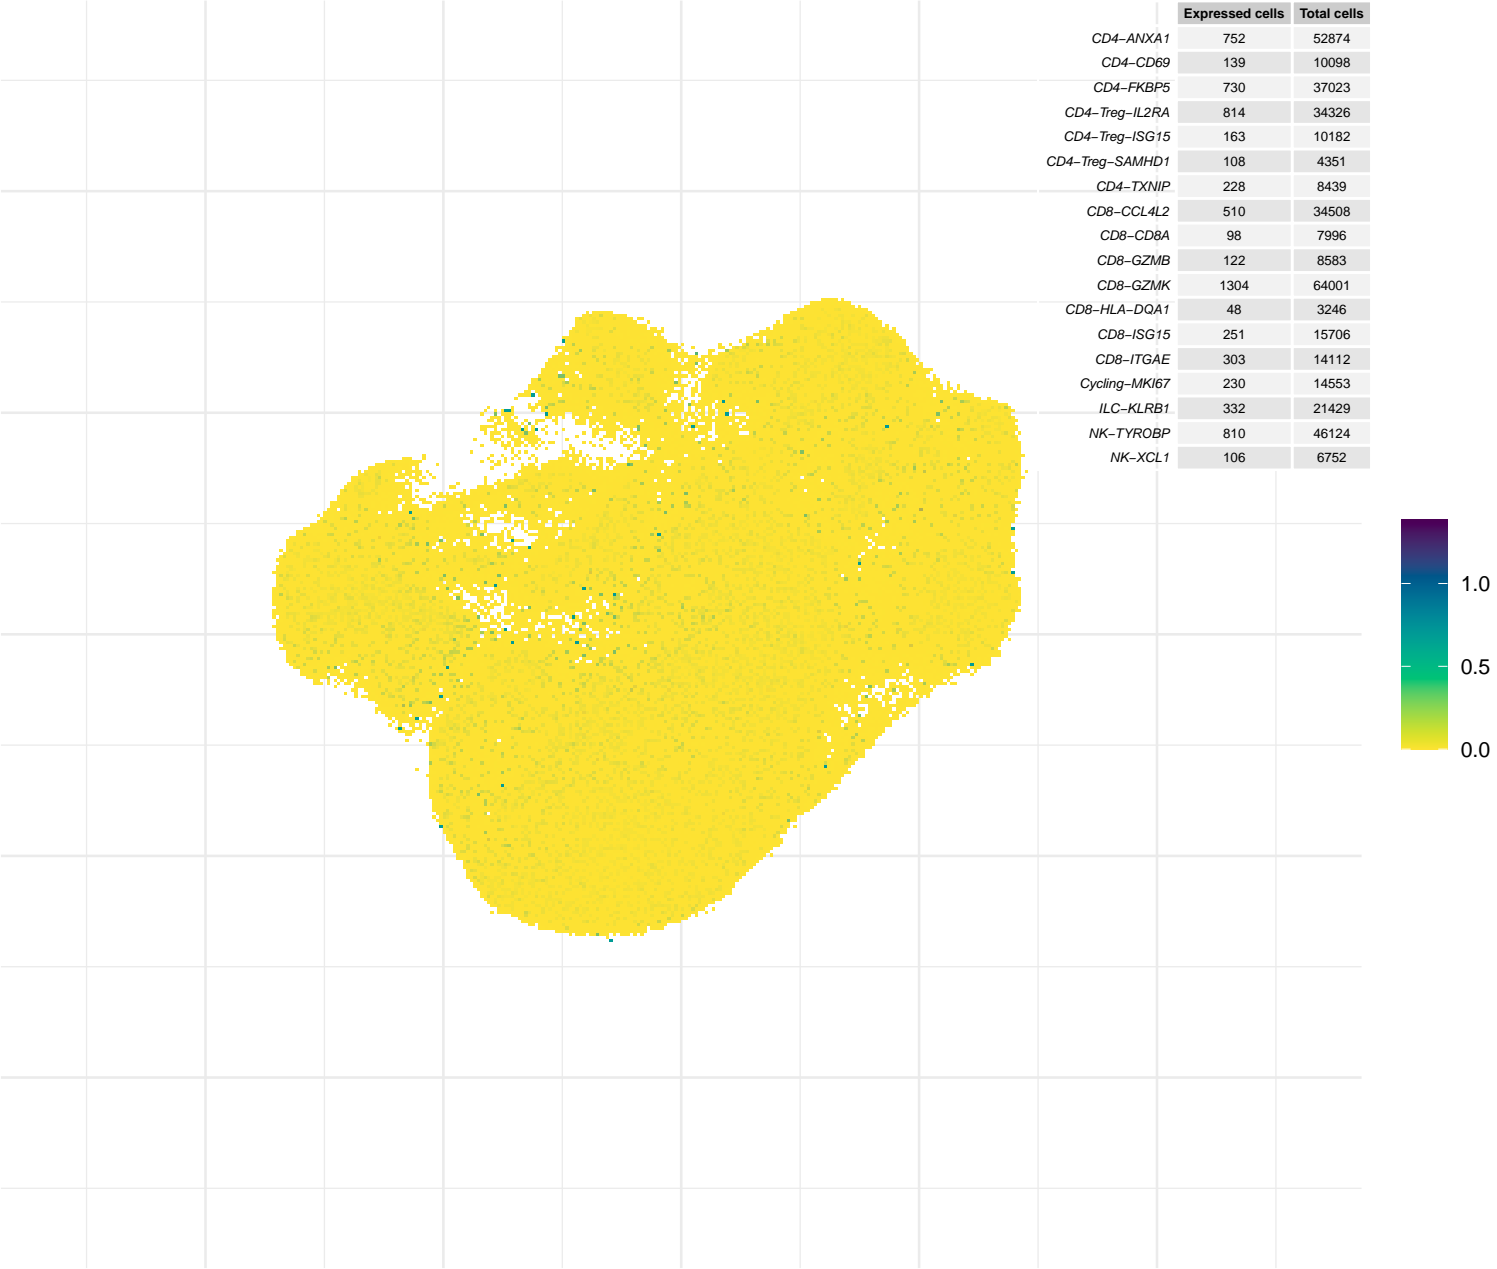 Expressed cells Total cells
CD4−ANXA1 752 52874
CD4−CD69 139 10098
CD4−FKBP5 730 37023
CD4−Treg−IL2RA 814 34326
CD4−Treg−ISG15 163 10182
CD4−Treg−SAMHD1 108 4351
CD4−TXNIP 228 8439
CD8−CCL4L2 510 34508
CD8−CD8A 98 7996
CD8−GZMB 122 8583
CD8−GZMK 1304 64001
CD8−HLA−DQA1 48 3246
CD8−ISG15 251 15706
CD8−ITGAE 303 14112
Cycling−MKI67 230 14553
ILC−KLRB1 332 21429
NK−TYROBP 810 46124
NK−XCL1 106 6752
1.0
0.5
0.0